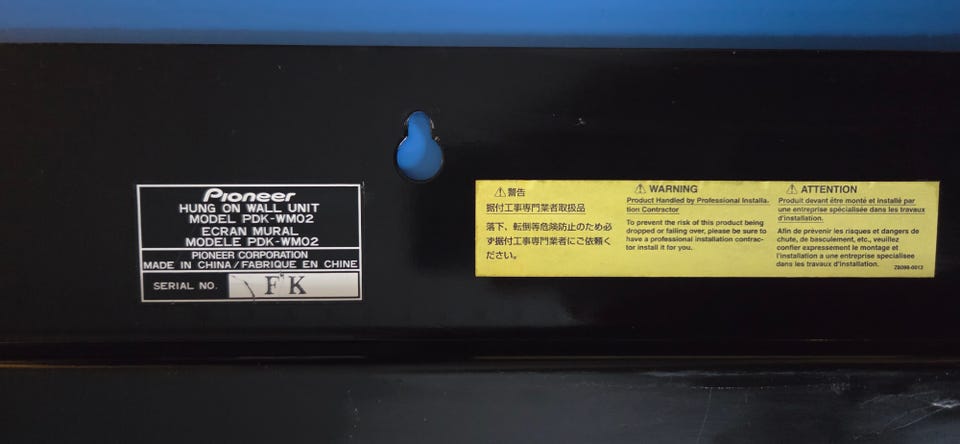 Pioneer
HUNG ON WALL UNIT
MODEL PDK-WM02
ECRAN MURAL
MODELE PDK-WM02
PIONEER CORPORATION
MADE IN CHINA/FABRIQUE EN CHINE
SERIAL NO. FK
⚠警告
据付工事専門業者取扱品
落下、転倒等危険防止のため必
ず据付工事専門業者にご依頼く
ださい。
⚠ WARNING
Product Handled by Professional Installa-
tion Contractor
To prevent the risk of this product being
dropped or falling over, please be sure to
have a professional installation contrac-
tor install it for you.
⚠ ATTENTION
Produit devant être monté et installé par
une entreprise spécialisée dans les travaux
d'installation.
Afin de prévenir les risques et dangers de
chute, de basculement, etc., veuillez
confier expressement le montage et
l'installation a une entreprise specialisee
dans les travaux d'installation.
ZB098-0013